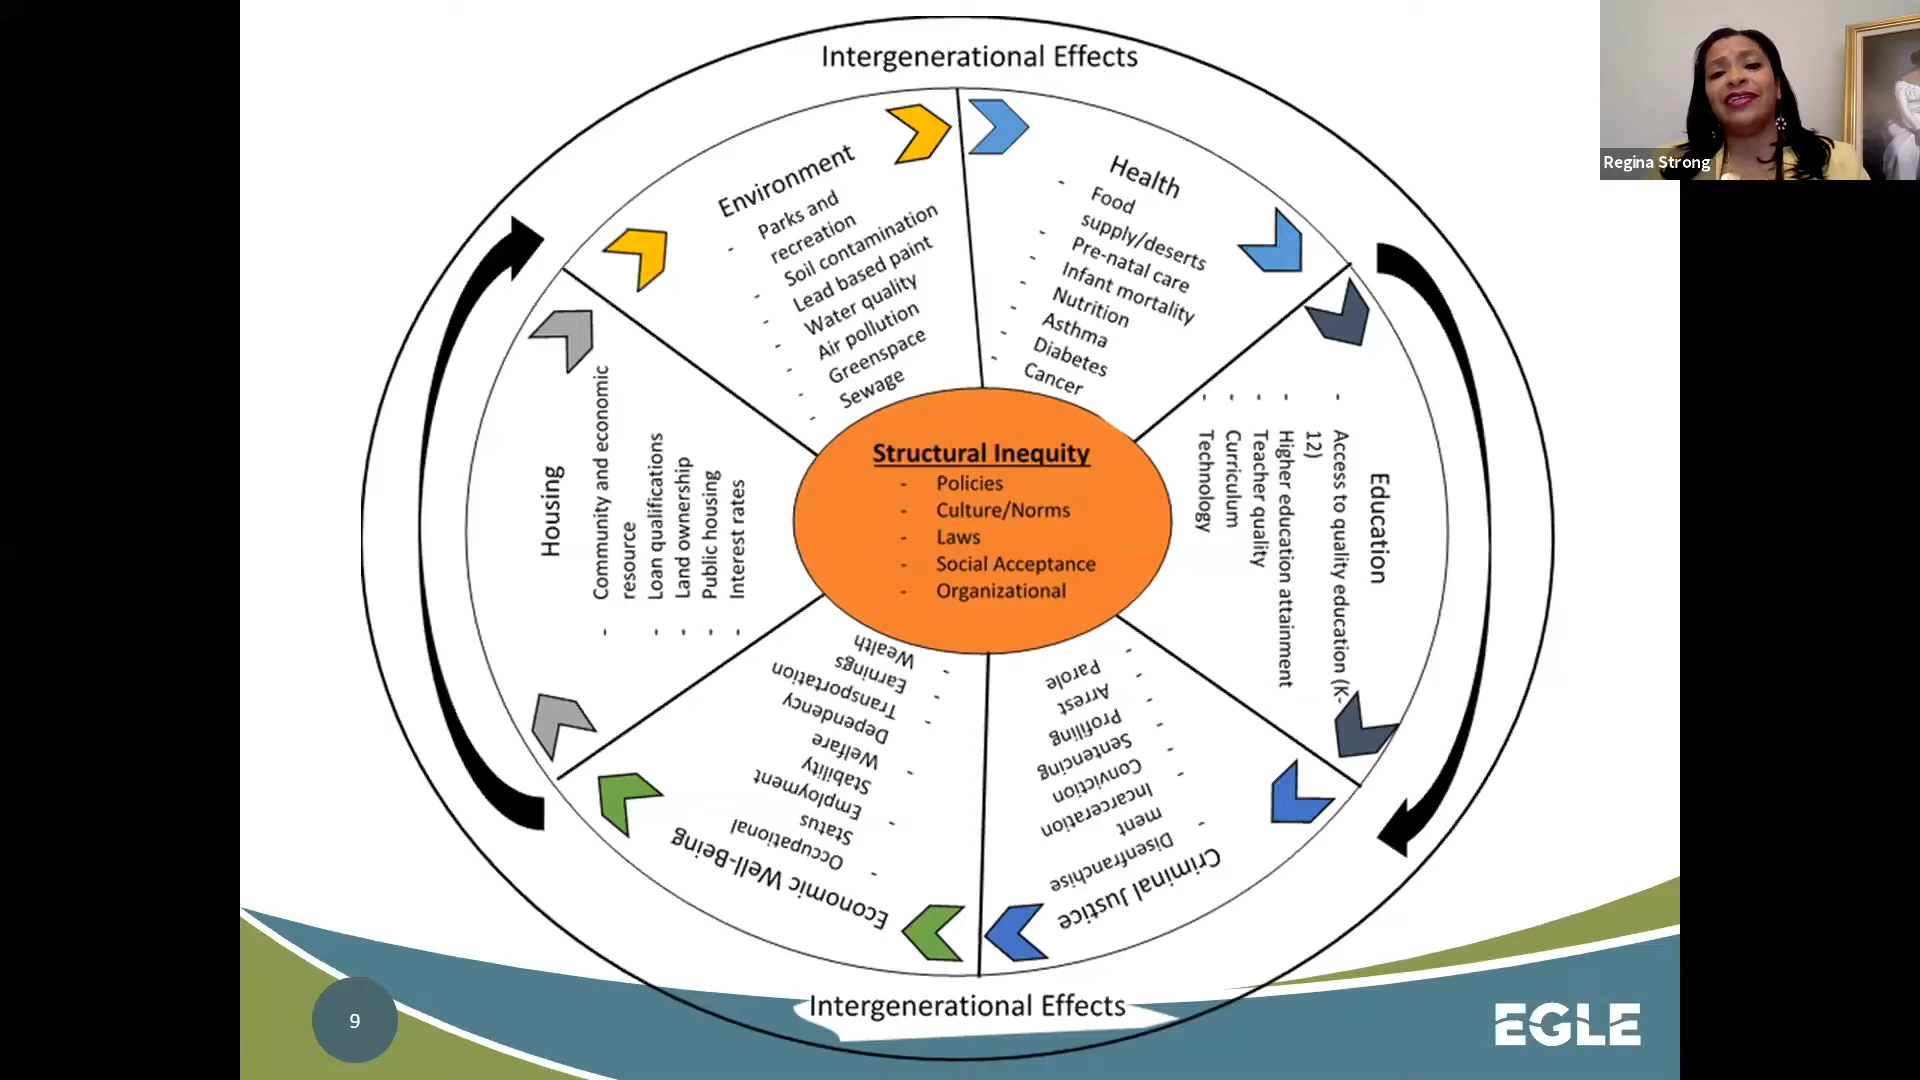 Intergenerational Effects
Regina Strong
Environment
- Parks and
recreation
- Soil contamination
- Lead based paint
- Water quality
- Air pollution
- Greenspace
- Sewage
Health
- Food
supply/deserts
- Pre-natal care
- Infant mortality
- Nutrition
- Asthma
- Diabetes
- Cancer
Education
- Access to quality education (K-
12)
- Higher education attainment
- Teacher quality
- Curriculum
- Technology
Criminal Justice
- Disenfranchise
ment
- Incarceration
- Conviction
- Sentencing
- Profiling
- Arrest
- Parole
Economic Well-Being
- Occupational
Status
- Employment
Stability
- Welfare
Dependency
- Transportation
- Earnings
- Wealth
Housing
- Community and economic
resource
- Loan qualifications
- Land ownership
- Public housing
- Interest rates
Structural Inequity
- Policies
- Culture/Norms
- Laws
- Social Acceptance
- Organizational
Intergenerational Effects
9
EGLE